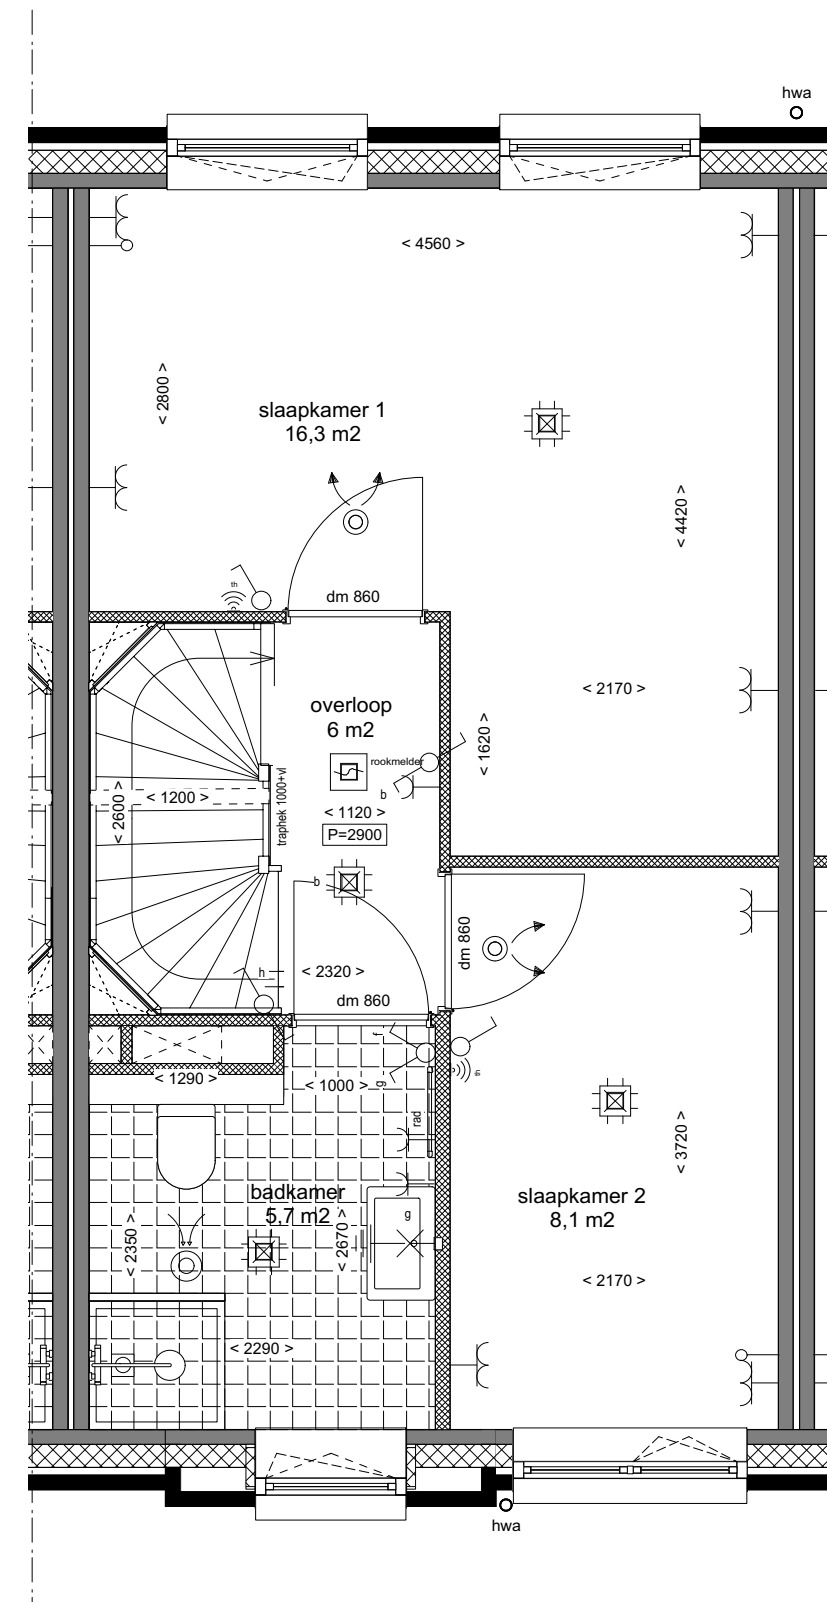 hwa
< 4560 >
< 2800 >
slaapkamer 1
16,3 m2
< 4420 >
th
dm 860
overloop
6 m2
< 2170 >
< 1620 >
rookmelder
b
< 2600 >
< 1200 >
traphek 1000+vl
< 1120 >
P=2900
b
dm 860
h
< 2320 >
dm 860
f
g
th
< 1290 >
< 1000 >
rad
< 3720 >
badkamer
5,7 m2
slaapkamer 2
8,1 m2
g
< 2350 >
< 2670 >
< 2170 >
< 2290 >
hwa